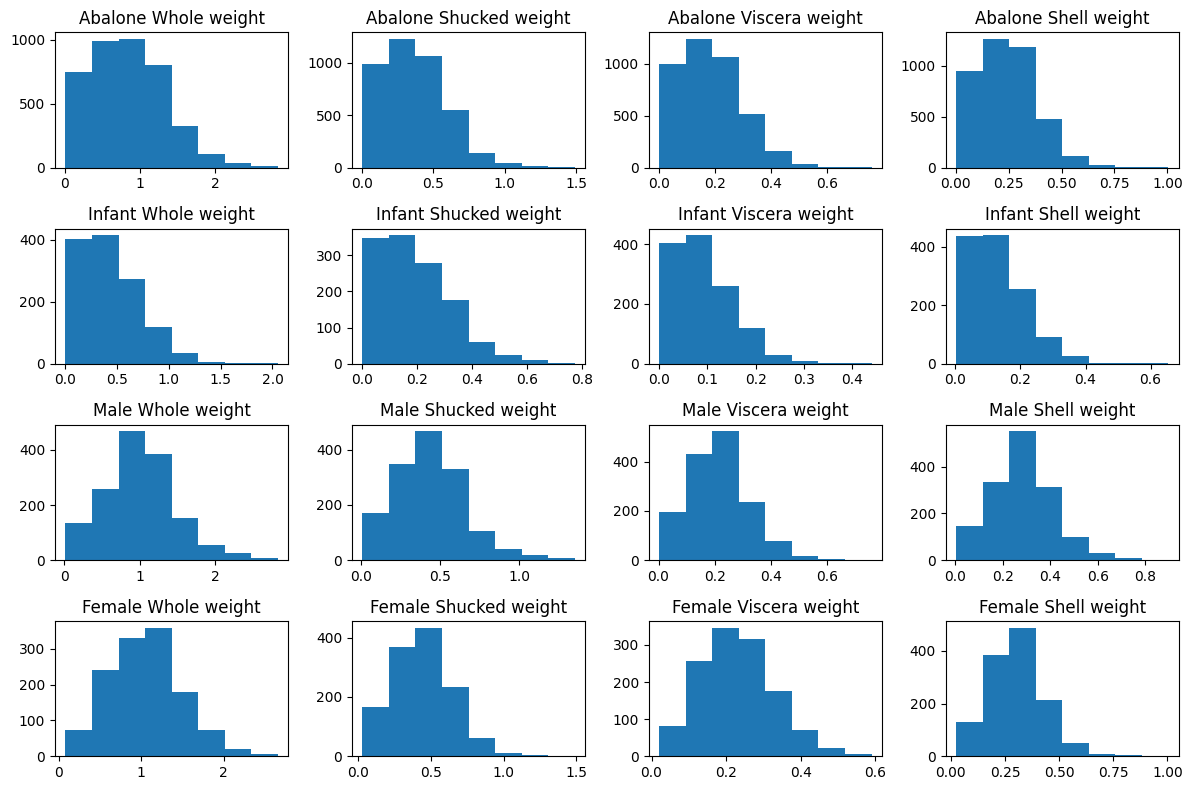 Abalone Whole weight Abalone Shucked weight Abalone Viscera weight Abalone Shell weight
1000
500
0
0 1 2
1000
500
0
0.0 0.5 1.0 1.5
1000
500
0
0.0 0.2 0.4 0.6
1000
500
0
0.00 0.25 0.50 0.75 1.00
Infant Whole weight Infant Shucked weight Infant Viscera weight Infant Shell weight
400
200
0
0.0 0.5 1.0 1.5 2.0
300
200
100
0
0.0 0.2 0.4 0.6 0.8
400
200
0
0.0 0.1 0.2 0.3 0.4
400
200
0
0.0 0.2 0.4 0.6
Male Whole weight Male Shucked weight Male Viscera weight Male Shell weight
400
200
0
0 1 2
400
200
0
0.0 0.5 1.0
400
200
0
0.0 0.2 0.4 0.6
400
200
0
0.0 0.2 0.4 0.6 0.8
Female Whole weight Female Shucked weight Female Viscera weight Female Shell weight
300
200
100
0
0 1 2
400
200
0
0.0 0.5 1.0 1.5
300
200
100
0
0.0 0.2 0.4 0.6
400
200
0
0.00 0.25 0.50 0.75 1.00